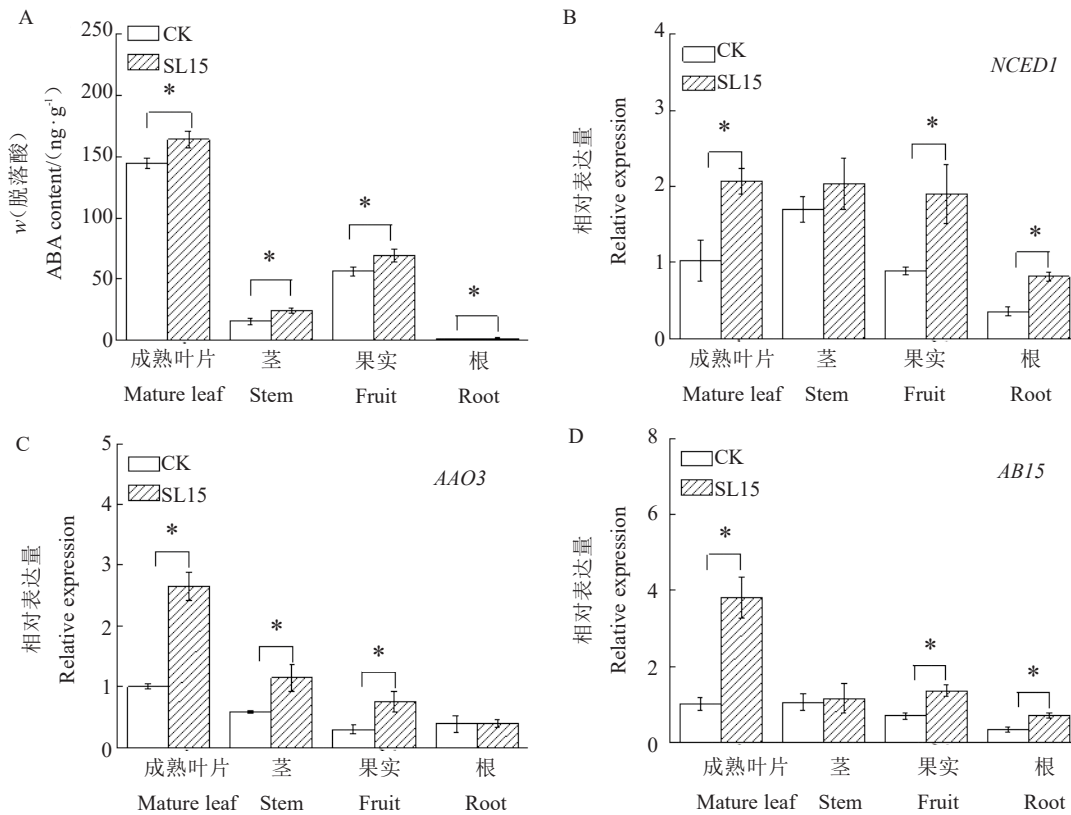 A
250
200
150
100
50
0
w(脱落酸)
ABA content/(ng·g⁻¹)
CK
SL15
*
*
*
*
成熟叶片 茎 果实 根
Mature leaf Stem Fruit Root
B
4
3
2
1
0
相对表达量
Relative expression
CK
SL15
NCED1
*
*
*
成熟叶片 茎 果实 根
Mature leaf Stem Fruit Root
C
5
4
3
2
1
0
相对表达量
Relative expression
CK
SL15
AAO3
*
*
*
成熟叶片 茎 果实 根
Mature leaf Stem Fruit Root
D
8
6
4
2
0
相对表达量
Relative expression
CK
SL15
AB15
*
*
*
成熟叶片 茎 果实 根
Mature leaf Stem Fruit Root